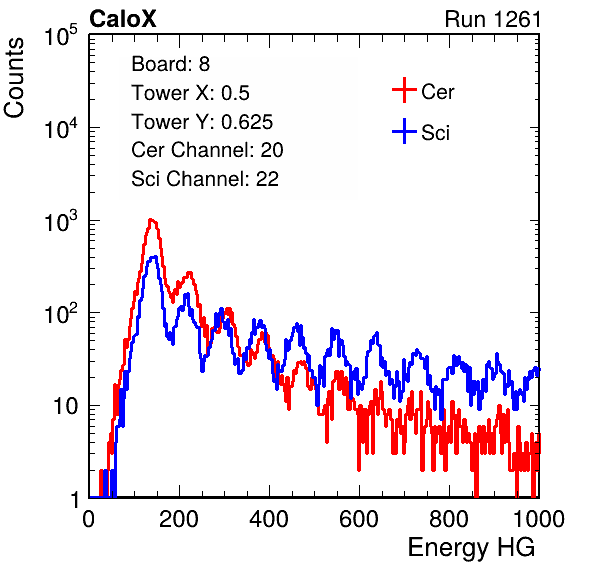 CaloX Run 1261
Counts
10^5
10^4
10^3
10^2
10
1
Board: 8
Tower X: 0.5
Tower Y: 0.625
Cer Channel: 20
Sci Channel: 22
Cer
Sci
0 200 400 600 800 1000
Energy HG